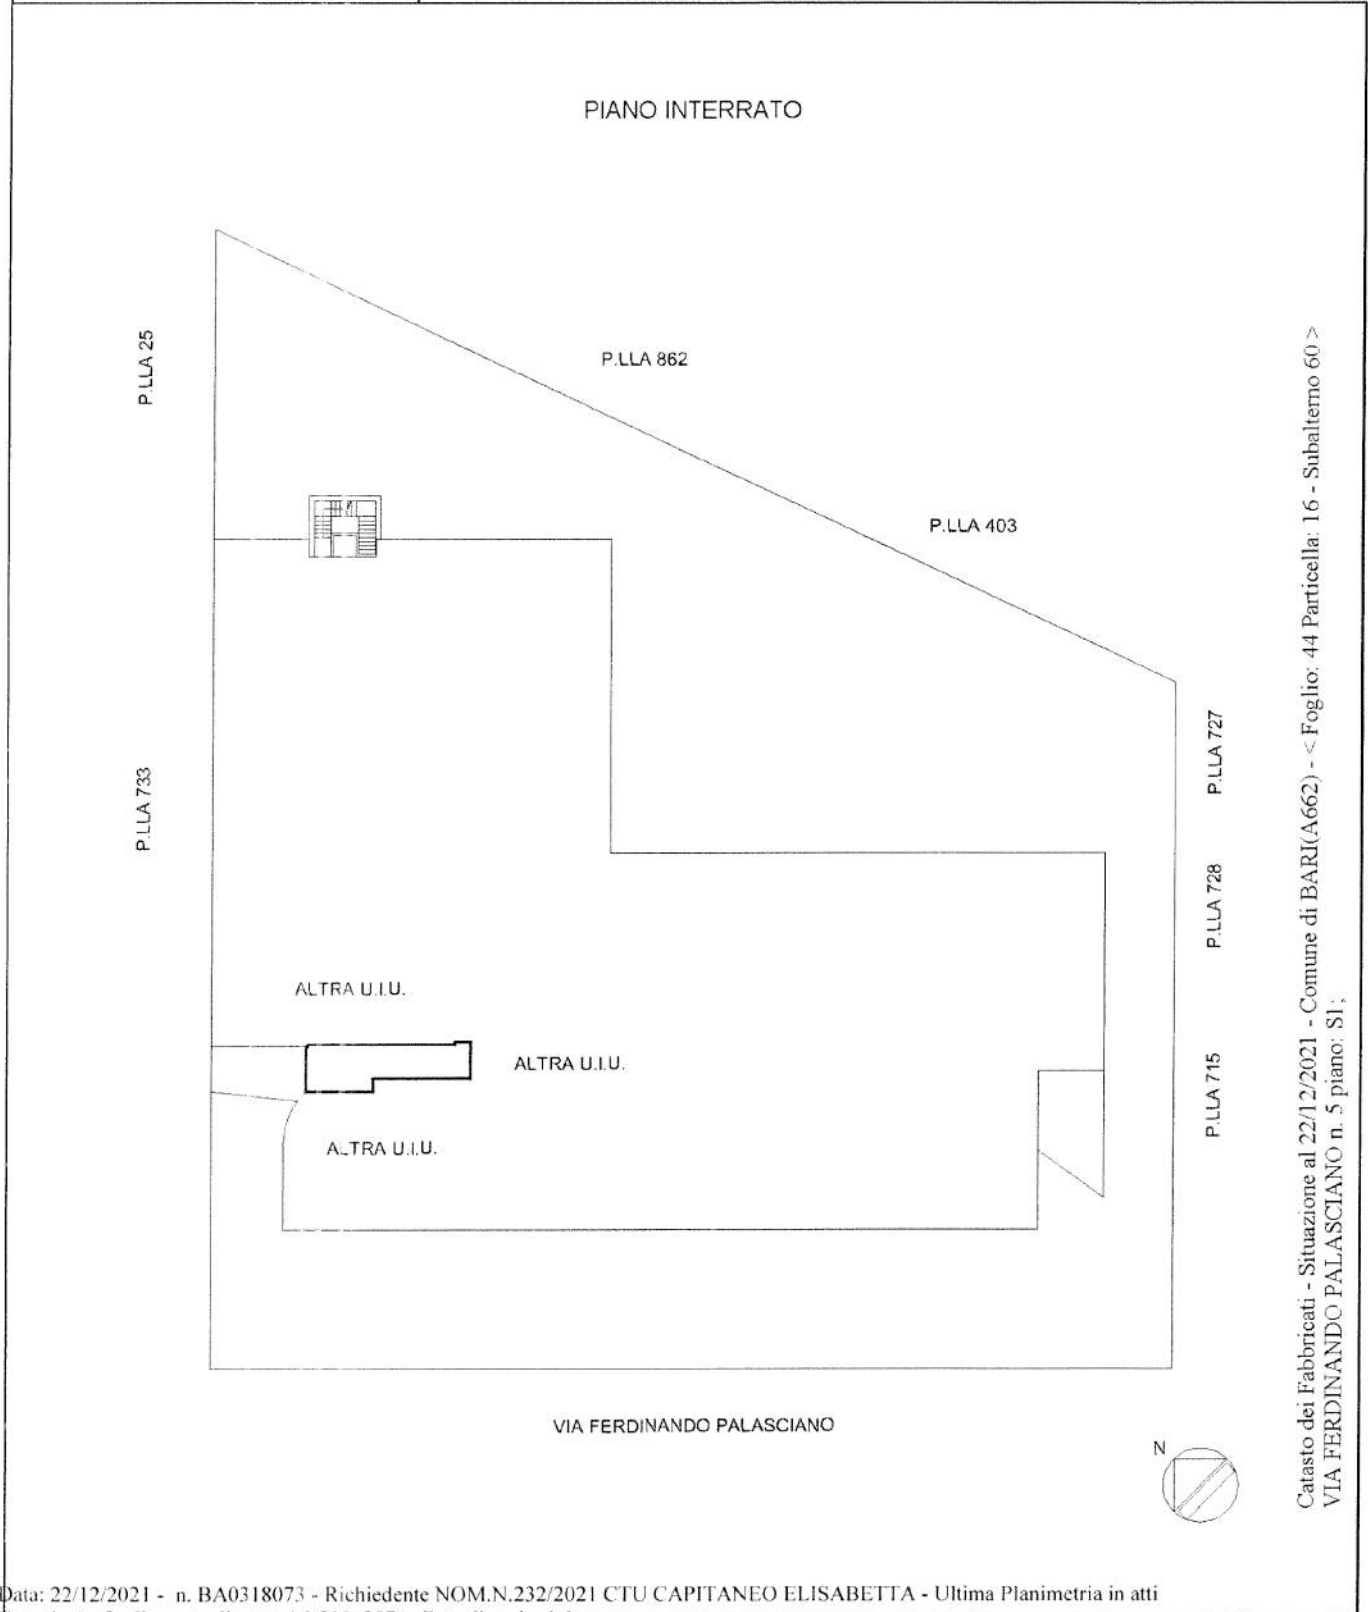 PIANO INTERRATO
P.LLA 25
P.LLA 862
P.LLA 403
P.LLA 733
P.LLA 727
P.LLA 728
ALTRA U.I.U.
ALTRA U.I.U.
P.LLA 715
ALTRA U.I.U.
VIA FERDINANDO PALASCIANO
N
Catasto dei Fabbricati - Situazione al 22/12/2021 - Comune di BARI(A662) - < Foglio: 44 Particella: 16 - Subalterno 60 >
VIA FERDINANDO PALASCIANO n. 5 piano: S1;
Data: 22/12/2021 - n. BA0318073 - Richiedente NOM.N.232/2021 CTU CAPITANEO ELISABETTA - Ultima Planimetria in atti